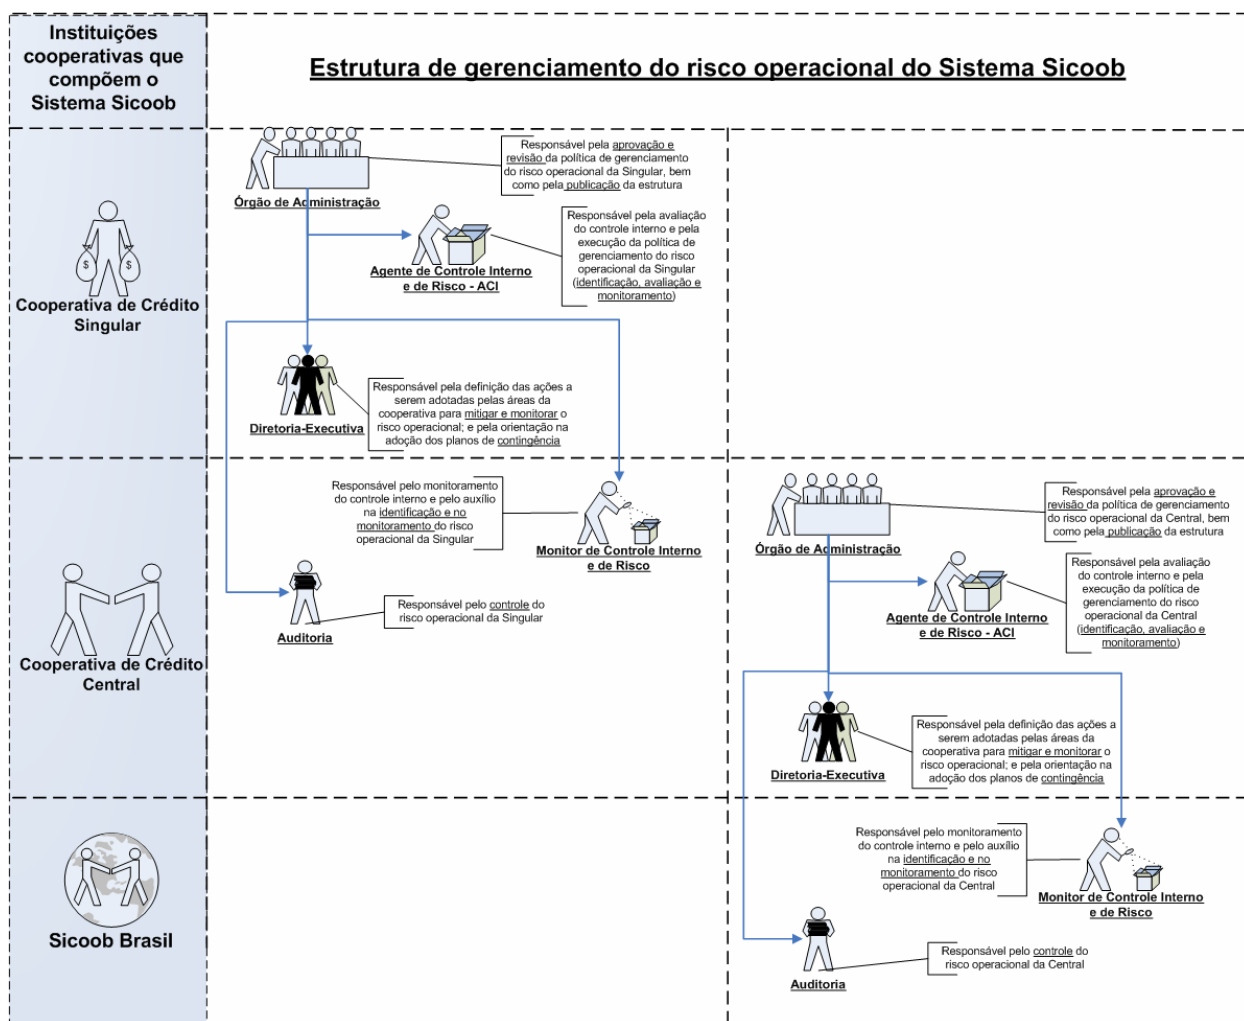 Instituições
cooperativas que
compõem o
Sistema Sicoob
Estrutura de gerenciamento do risco operacional do Sistema Sicoob
Responsável pela aprovação e
revisão da política de gerenciamento
do risco operacional da Singular, bem
como pela publicação da estrutura
Órgão de Administração
Responsável pela avaliação
do controle interno e pela
execução da política de
gerenciamento do risco
operacional da Singular
(identificação, avaliação e
monitoramento)
Agente de Controle Interno
e de Risco - ACI
$ $
Cooperativa de Crédito
Singular
Responsável pela definição das ações a
serem adotadas pelas áreas da
cooperativa para mitigar e monitorar o
risco operacional; e pela orientação na
adoção dos planos de contingência
Diretoria-Executiva
Responsável pelo monitoramento
do controle interno e pelo auxílio
na identificação e no
monitoramento do risco
operacional da Singular
Monitor de Controle Interno
e de Risco
Responsável pelo controle do
risco operacional da Singular
Auditoria
Cooperativa de Crédito
Central
Responsável pela aprovação e
revisão da política de gerenciamento
do risco operacional da Central, bem
como pela publicação da estrutura
Órgão de Administração
Responsável pela avaliação
do controle interno e pela
execução da política de
gerenciamento do risco
operacional da Central
(identificação, avaliação e
monitoramento)
Agente de Controle Interno
e de Risco - ACI
Responsável pela definição das ações a
serem adotadas pelas áreas da
cooperativa para mitigar e monitorar o
risco operacional; e pela orientação na
adoção dos planos de contingência
Diretoria-Executiva
Responsável pelo monitoramento
do controle interno e pelo auxílio
na identificação e no
monitoramento do risco
operacional da Central
Monitor de Controle Interno
e de Risco
Sicoob Brasil
Responsável pelo controle do
risco operacional da Central
Auditoria